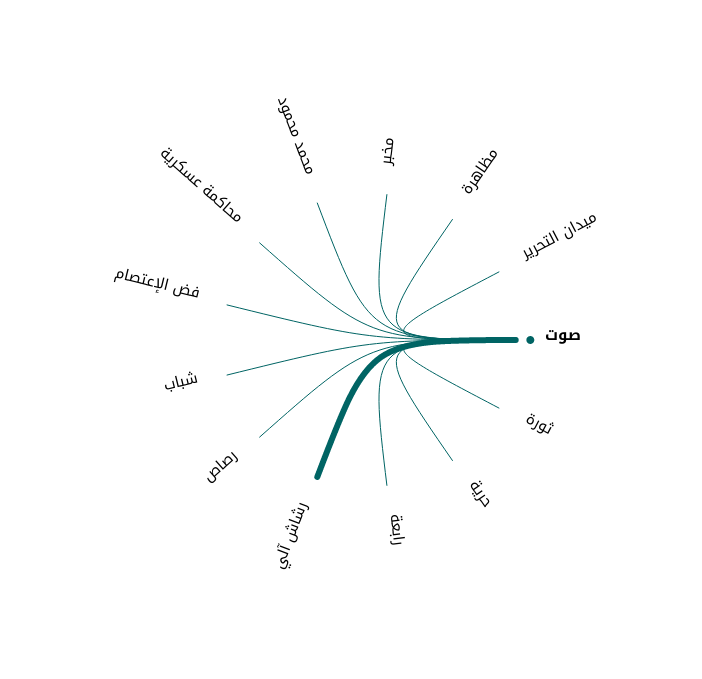 محمد محمود
مخبر
مظاهرة
محاكمة عسكرية
ميدان التحرير
فض الإعتصام
صوت
شباب
ثورة
رصاص
حرية
رشاش آلي
رابعة